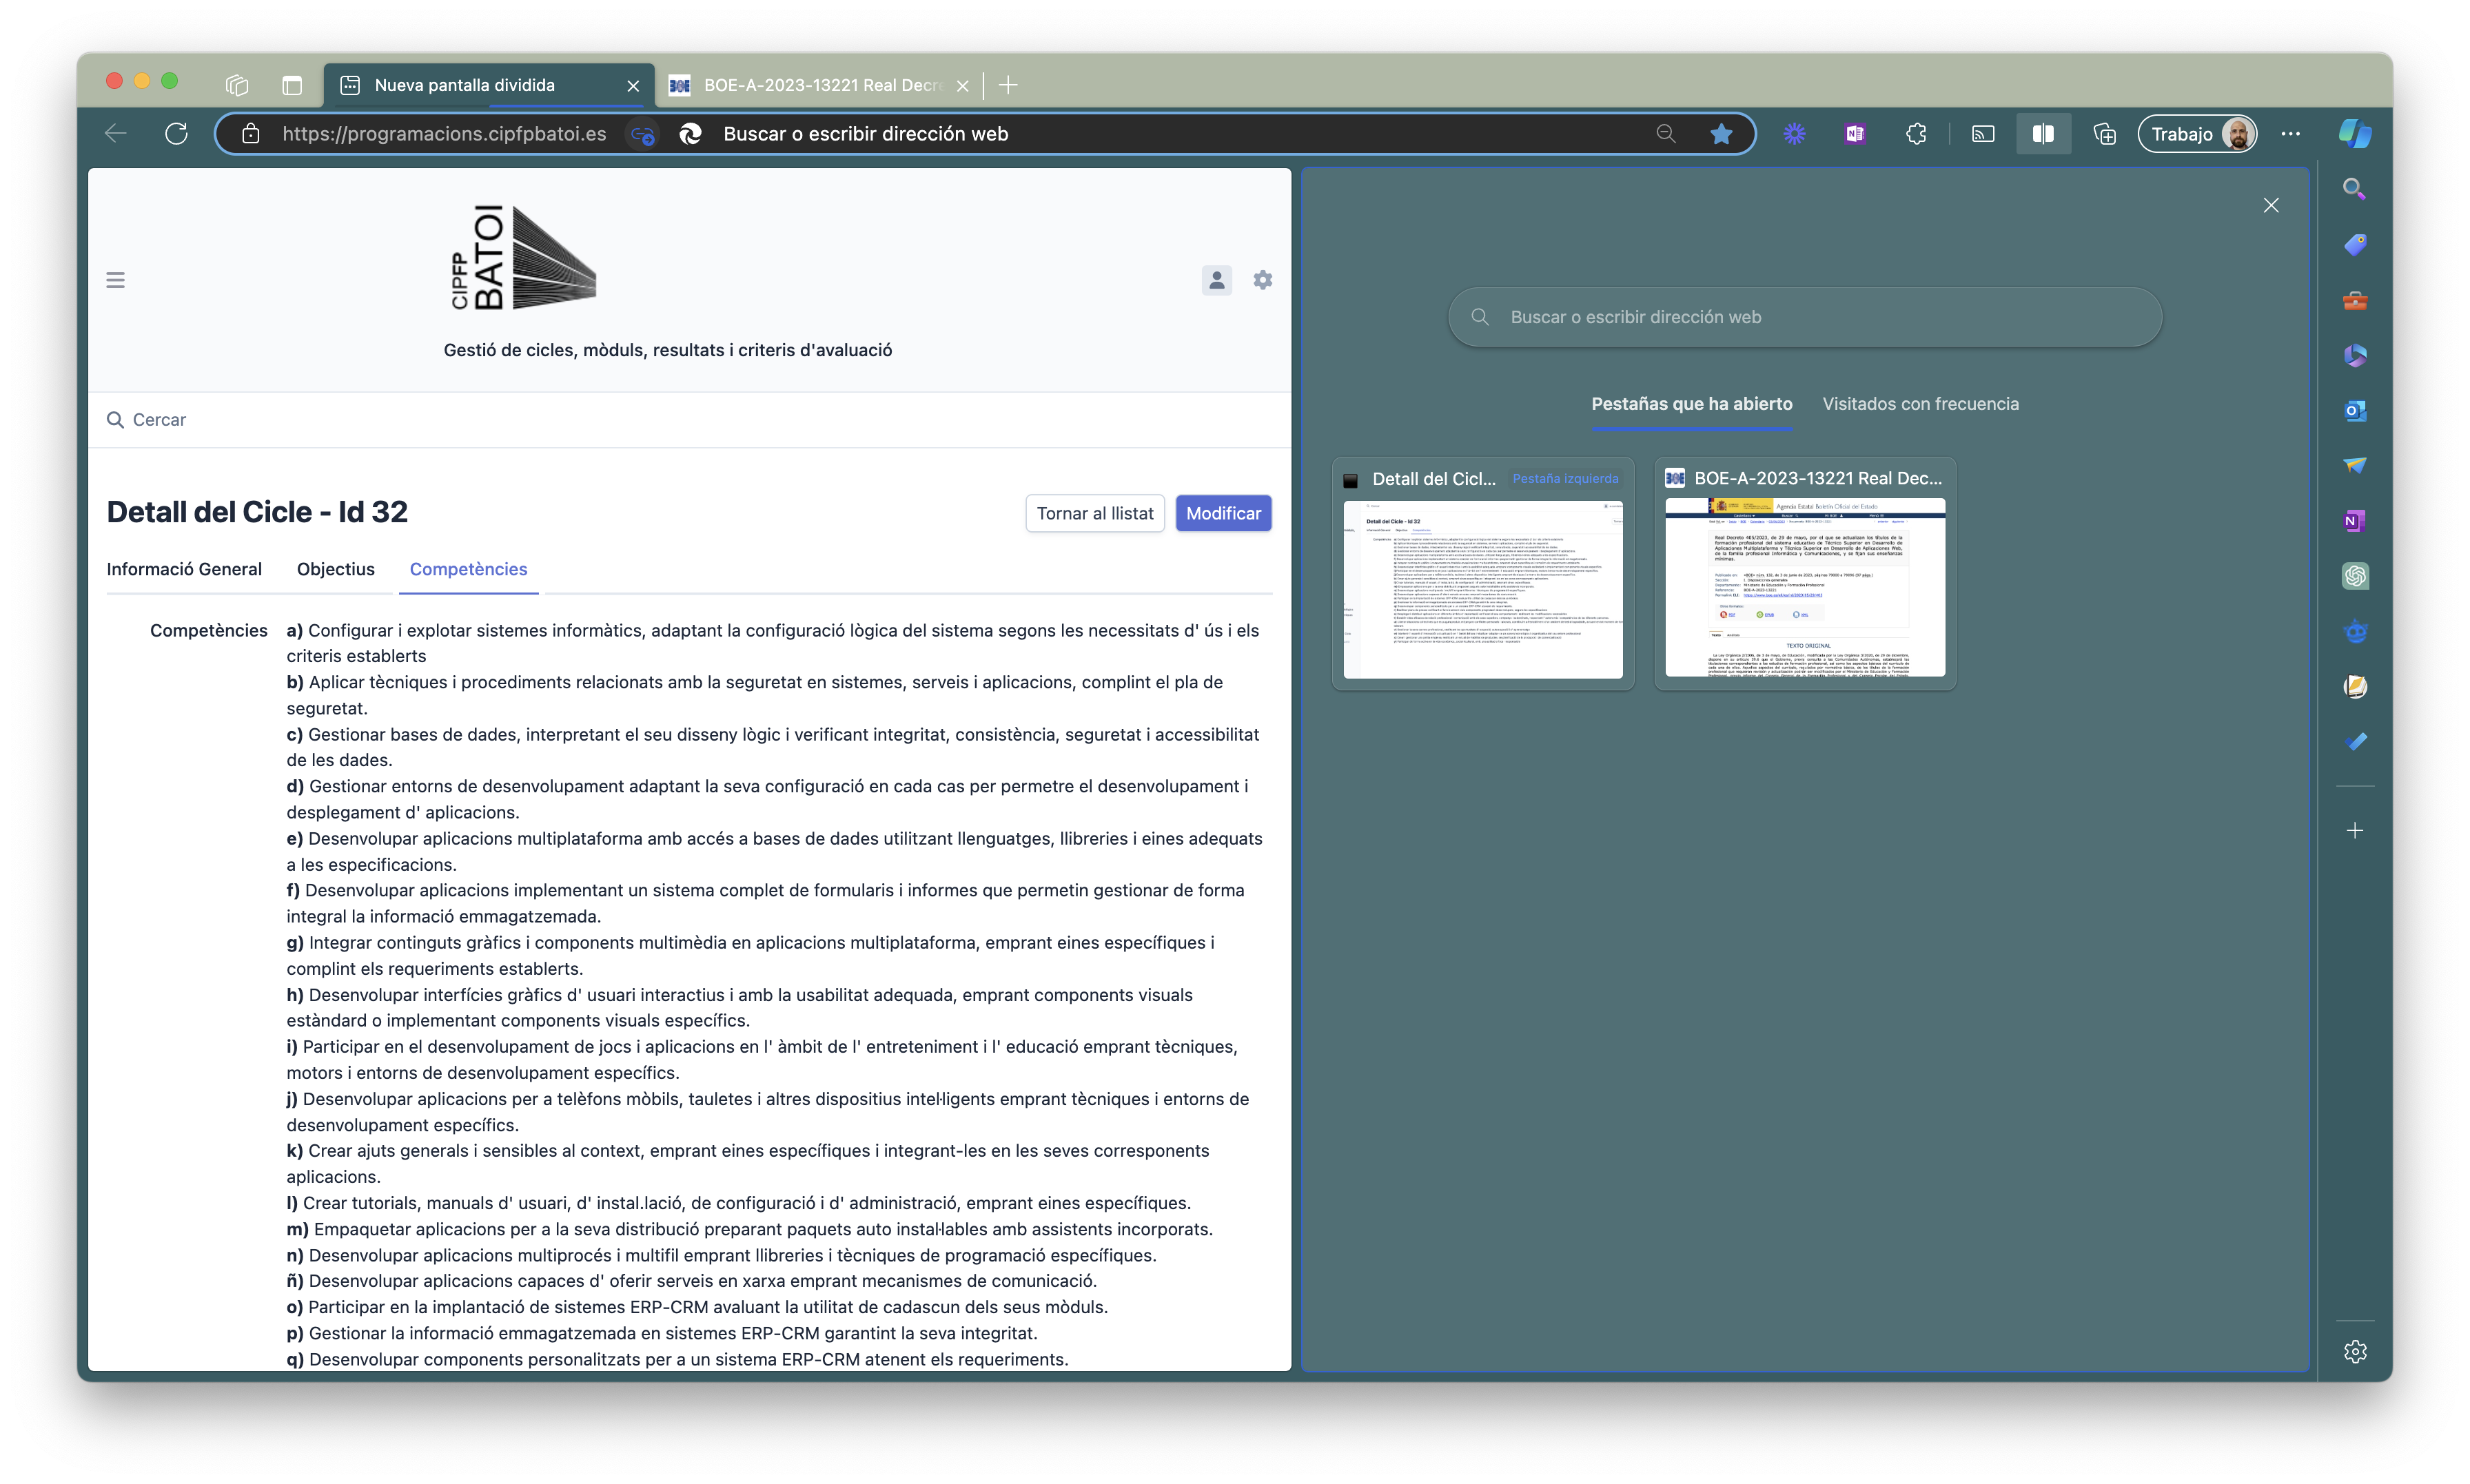 Nueva pantalla dividida
BOE-A-2023-13221 Real Decr
https://programacions.cipfpbatoi.es
Buscar o escribir dirección web
Trabajo
CIPFP
BATOI
Gestió de cicles, mòduls, resultats i criteris d'avaluació
Cercar
Detall del Cicle - Id 32
Tornar al llistat
Modificar
Informació General
Objectius
Competències
Competències
a) Configurar i explotar sistemes informàtics, adaptant la configuració lògica del sistema segons les necessitats d' ús i els
criteris establerts
b) Aplicar tècniques i procediments relacionats amb la seguretat en sistemes, serveis i aplicacions, complint el pla de
seguretat.
c) Gestionar bases de dades, interpretant el seu disseny lògic i verificant integritat, consistència, seguretat i accessibilitat
de les dades.
d) Gestionar entorns de desenvolupament adaptant la seva configuració en cada cas per permetre el desenvolupament i
desplegament d' aplicacions.
e) Desenvolupar aplicacions multiplataforma amb accés a bases de dades utilitzant llenguatges, llibreries i eines adequats
a les especificacions.
f) Desenvolupar aplicacions implementant un sistema complet de formularis i informes que permetin gestionar de forma
integral la informació emmagatzemada.
g) Integrar continguts gràfics i components multimèdia en aplicacions multiplataforma, emprant eines específiques i
complint els requeriments establerts.
h) Desenvolupar interfícies gràfics d' usuari interactius i amb la usabilitat adequada, emprant components visuals
estàndard o implementant components visuals específics.
i) Participar en el desenvolupament de jocs i aplicacions en l' àmbit de l' entreteniment i l' educació emprant tècniques,
motors i entorns de desenvolupament específics.
j) Desenvolupar aplicacions per a telèfons mòbils, tauletes i altres dispositius intel·ligents emprant tècniques i entorns de
desenvolupament específics.
k) Crear ajuts generals i sensibles al context, emprant eines específiques i integrant-les en les seves corresponents
aplicacions.
l) Crear tutorials, manuals d' usuari, d' instal.lació, de configuració i d' administració, emprant eines específiques.
m) Empaquetar aplicacions per a la seva distribució preparant paquets auto instal·lables amb assistents incorporats.
n) Desenvolupar aplicacions multiprocés i multifil emprant llibreries i tècniques de programació específiques.
ñ) Desenvolupar aplicacions capaces d' oferir serveis en xarxa emprant mecanismes de comunicació.
o) Participar en la implantació de sistemes ERP-CRM avaluant la utilitat de cadascun dels seus mòduls.
p) Gestionar la informació emmagatzemada en sistemes ERP-CRM garantint la seva integritat.
q) Desenvolupar components personalitzats per a un sistema ERP-CRM atenent els requeriments.
Buscar o escribir dirección web
Pestañas que ha abierto
Visitados con frecuencia
Detall del Cicl...
Pestaña izquierda
Detall del Cicle - Id 32
BOE-A-2023-13221 Real Dec...
Agencia Estatal Boletín Oficial del Estado
TEXTO ORIGINAL